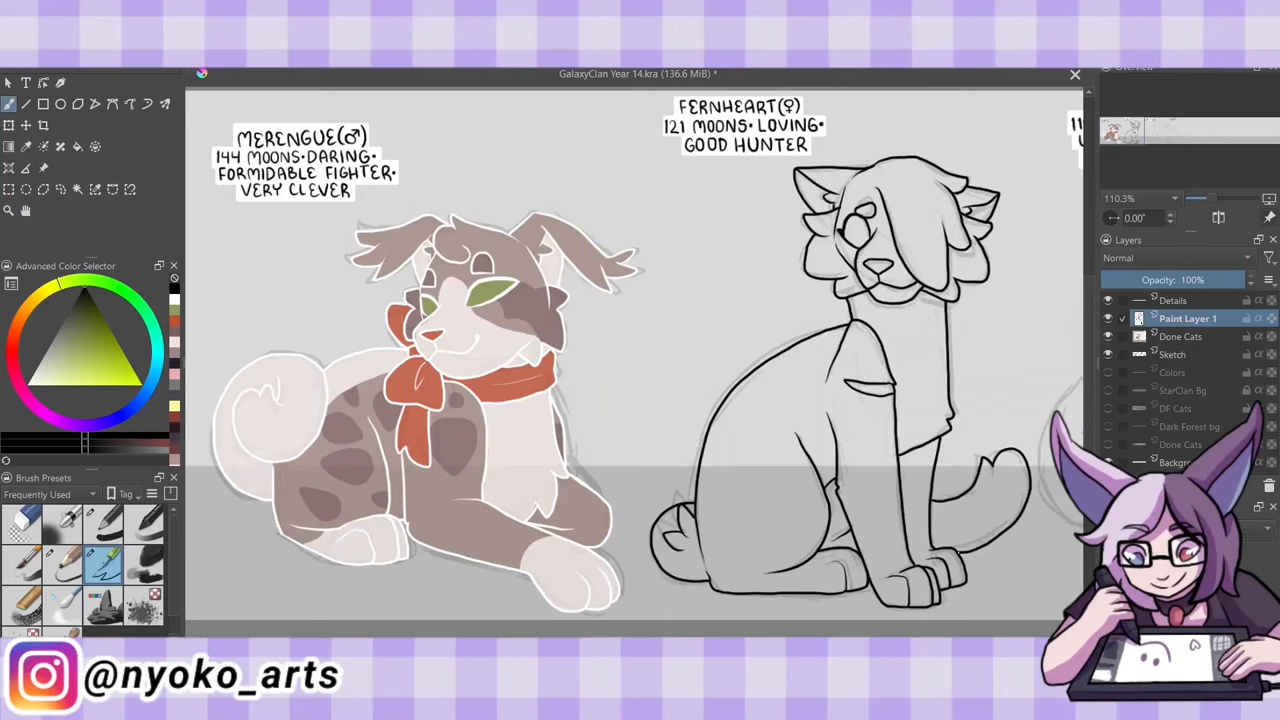 GalaxyClan Year 14.kra (136.6 MiB) *
MERENGUE(♂)
144 MOONS•DARING•
FORMIDABLE FIGHTER•
VERY CLEVER
FERNHEART(♀)
121 MOONS•LOVING•
GOOD HUNTER
Advanced Color Selector
Brush Presets
Frequently Used
Tag
110.3%
0.00°
Layers
Normal
Opacity: 100%
Details
Paint Layer 1
Done Cats
Sketch
Colors
StarClan Bg
DF Cats
Dark Forest bg
Done Cats
@nyoko_arts